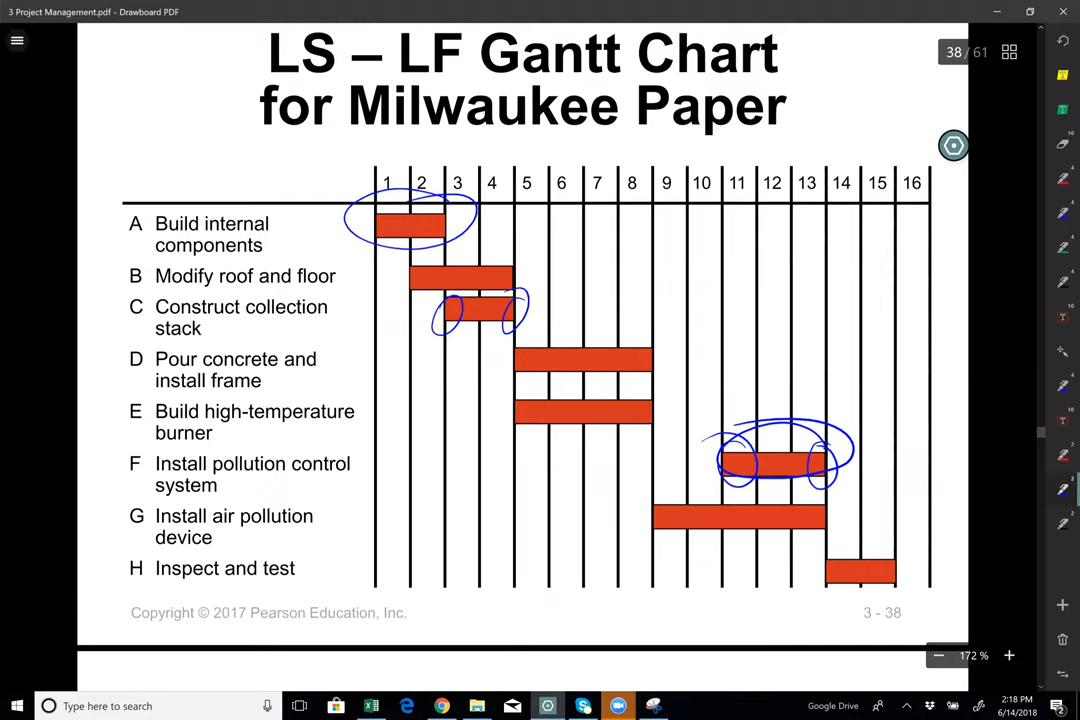 3 Project Management.pdf - Drawboard PDF
LS – LF Gantt Chart
for Milwaukee Paper
38 / 61
1 2 3 4 5 6 7 8 9 10 11 12 13 14 15 16
A Build internal
components
B Modify roof and floor
C Construct collection
stack
D Pour concrete and
install frame
E Build high-temperature
burner
F Install pollution control
system
G Install air pollution
device
H Inspect and test
Copyright © 2017 Pearson Education, Inc.
3 - 38
172 %
Type here to search
Google Drive
2:18 PM
6/14/2018